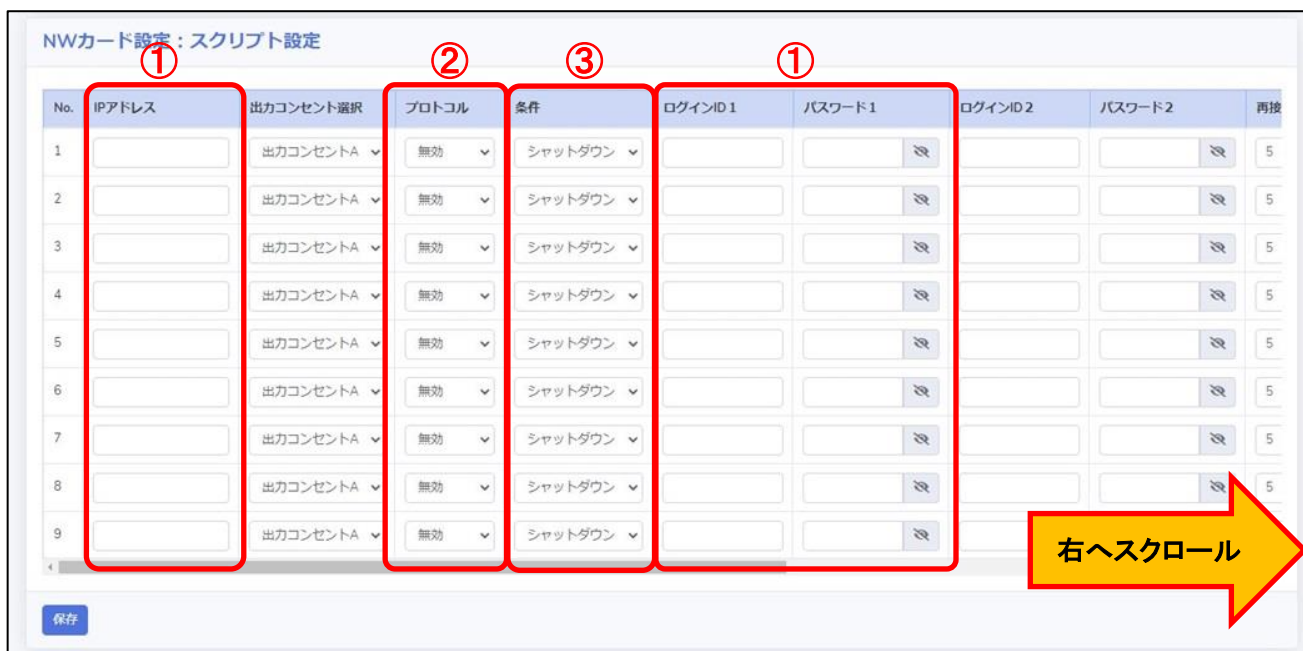 NWカード設定：スクリプト設定
① ② ③ ①
No. IPアドレス 出力コンセント選択 プロトコル 条件 ログインID 1 パスワード1 ログインID 2 パスワード2 再接
1 出力コンセントA 無効 シャットダウン 5
2 出力コンセントA 無効 シャットダウン 5
3 出力コンセントA 無効 シャットダウン 5
4 出力コンセントA 無効 シャットダウン 5
5 出力コンセントA 無効 シャットダウン 5
6 出力コンセントA 無効 シャットダウン 5
7 出力コンセントA 無効 シャットダウン 5
8 出力コンセントA 無効 シャットダウン 5
9 出力コンセントA 無効 シャットダウン
右へスクロール
保存